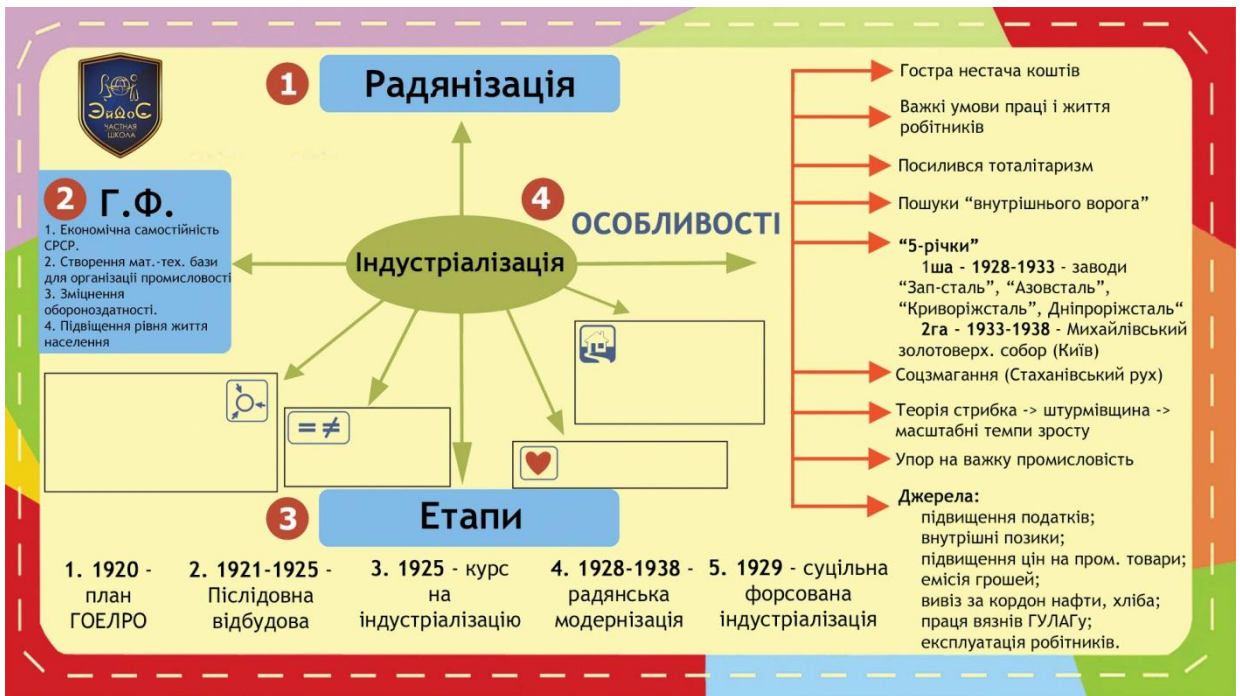 ЭйДоС
ЧАСТНАЯ
ШКОЛА
1
Радянізація
2
Г.Ф.
1. Економічна самостійність
СРСР.
2. Створення мат.-тех. бази
для організації промисловості
3. Зміцнення
обороноздатності.
4. Підвіщення рівня життя
населення
Індустріалізація
4
ОСОБЛИВОСТІ
Гостра нестача коштів
Важкі умови праці і життя
робітників
Посилився тоталітаризм
Пошуки “внутрішнього ворога”
“5-річки”
1ша - 1928-1933 - заводи
“Зап-сталь”, “Азовсталь”,
“Криворіжсталь”, Дніпроріжсталь“
2га - 1933-1938 - Михайлівський
золотоверх. собор (Київ)
Соцзмагання (Стаханівський рух)
Теорія стрибка -> штурмівщина ->
масштабні темпи зросту
Упор на важку промисловість
Джерела:
підвищення податків;
внутрішні позики;
підвищення цін на пром. товари;
емісія грошей;
вивіз за кордон нафти, хліба;
праця вязнів ГУЛАГу;
експлуатація робітників.
= ≠
3
Етапи
1. 1920 -
план
ГОЕЛРО
2. 1921-1925 -
Післідовна
відбудова
3. 1925 - курс
на
індустріалізацію
4. 1928-1938 -
радянська
модернізація
5. 1929 - суцільна
форсована
індустріалізація